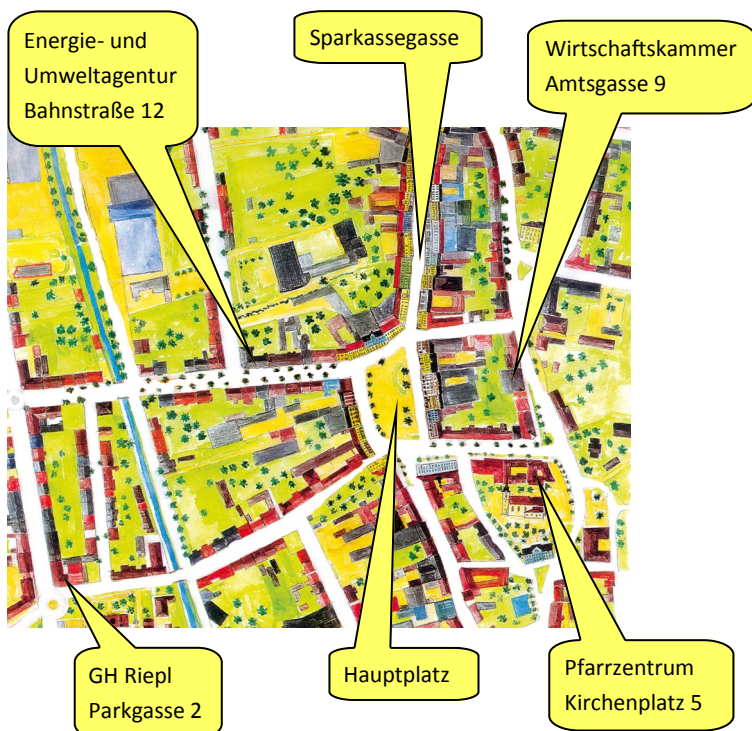 Energie- und
Umweltagentur
Bahnstraße 12
Sparkassegasse
Wirtschaftskammer
Amtsgasse 9
GH Riepl
Parkgasse 2
Hauptplatz
Pfarrzentrum
Kirchenplatz 5